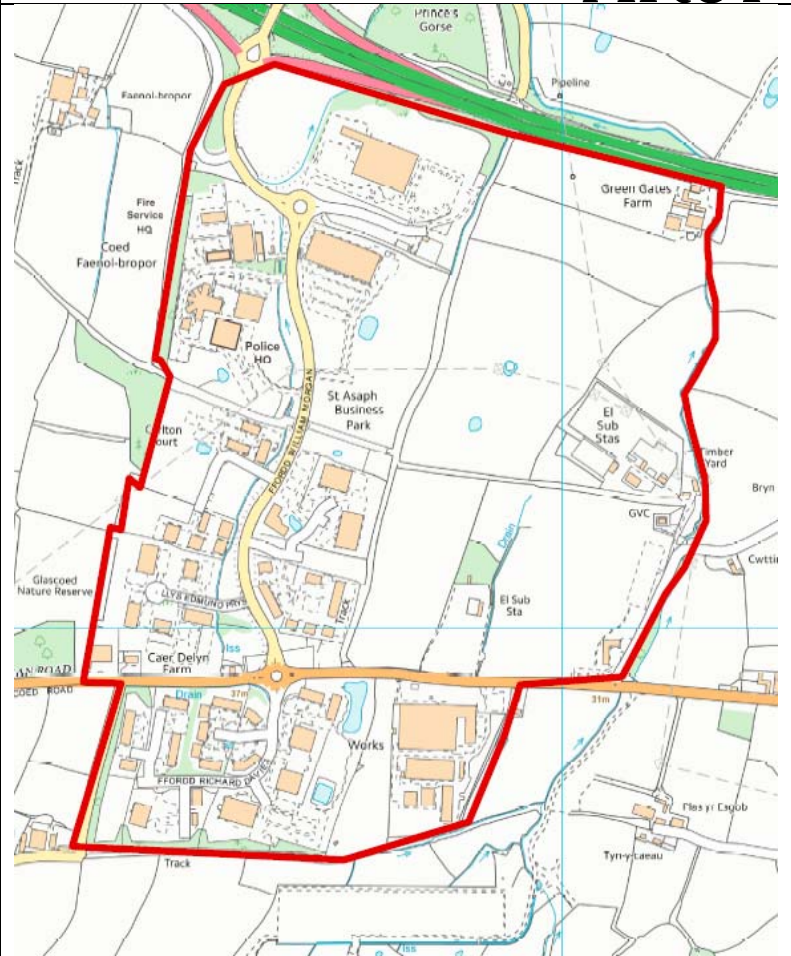 Prince's
Gorse
Pipeline
Faenol-bropor
Track
Fire
Service
HQ
Green Gates
Farm
Coed
Faenol-bropor
Police
HQ
FFORDD WILLIAM MORGAN
St Asaph
Business
Park
El
Sub
Stas
Timber
Yard
Bryn
GVC
Drain
Glascoed
Nature Reserve
El Sub
Sta
Track
Iss
Caer Delyn
Farm
COED ROAD
Drain
37m
31m
Works
FFORDD RICHARD DAVIES
Tyn-y-caeau
Track
Iss